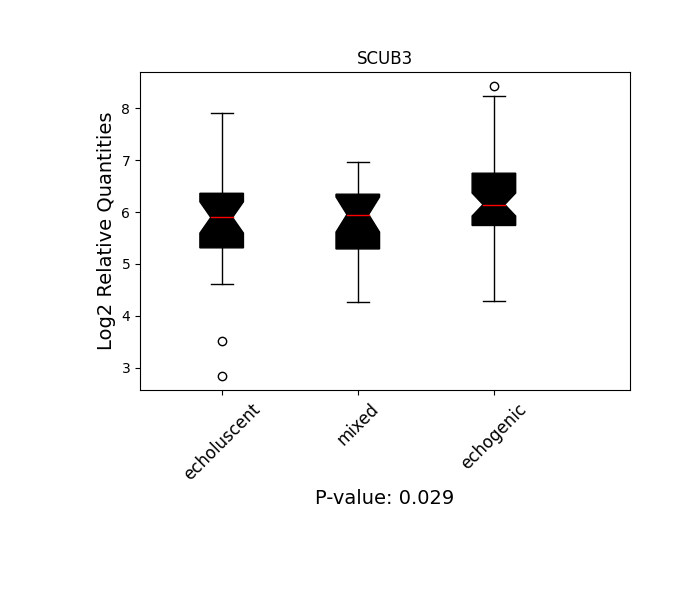 SCUB3
Log2 Relative Quantities
8
7
6
5
4
3
echoluscent
mixed
echogenic
P-value: 0.029